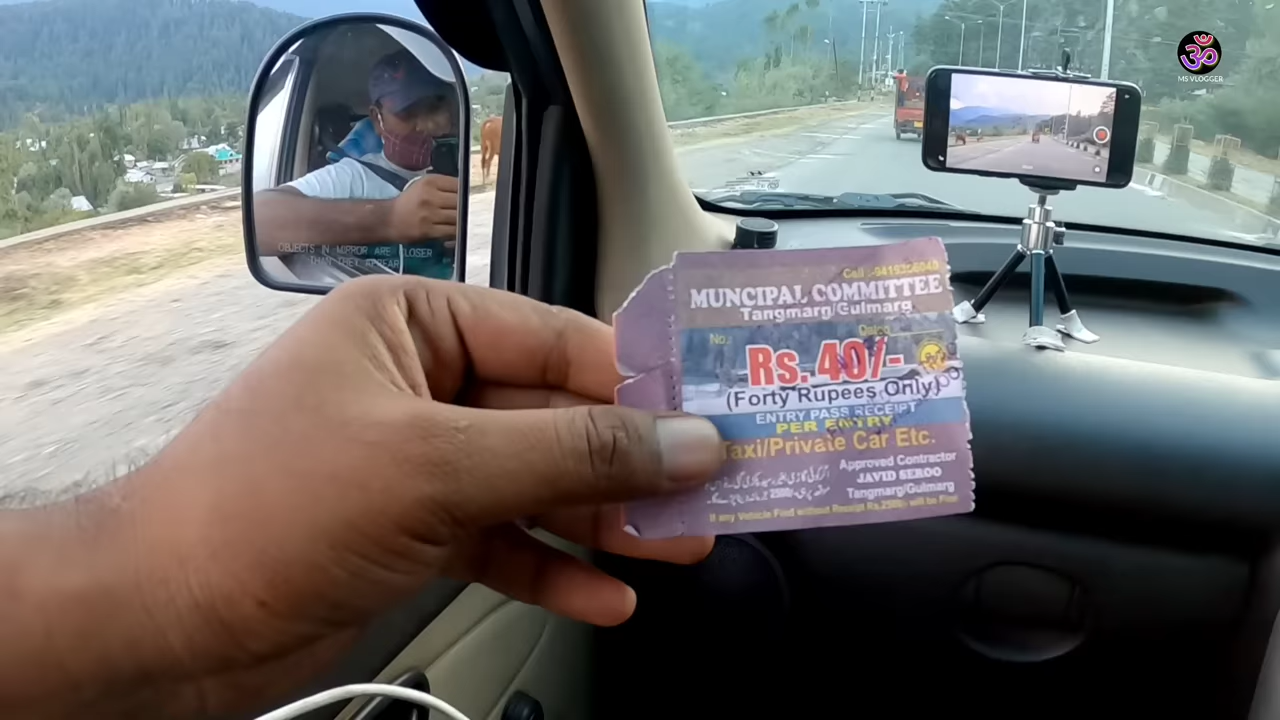 ॐ
MS VLOGGER
OBJECTS IN MIRROR ARE CLOSER
THAN THEY APPEAR
Cell :-
MUNCIPAL COMMITTEE
Tangmarg/Gulmarg
No.:
Dated
Rs. 40/-
(Forty Rupees Only)
ENTRY PASS RECEIPT
PER ENTRY
Taxi/Private Car Etc.
Approved Contractor
JAVID SEROO
Tangmarg/Gulmarg
If any Vehicle Find without Receipt Rs.2500/- will be Fine